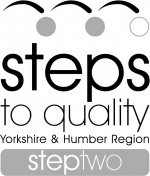 steps
to quality
Yorkshire & Humber Region
steptwo